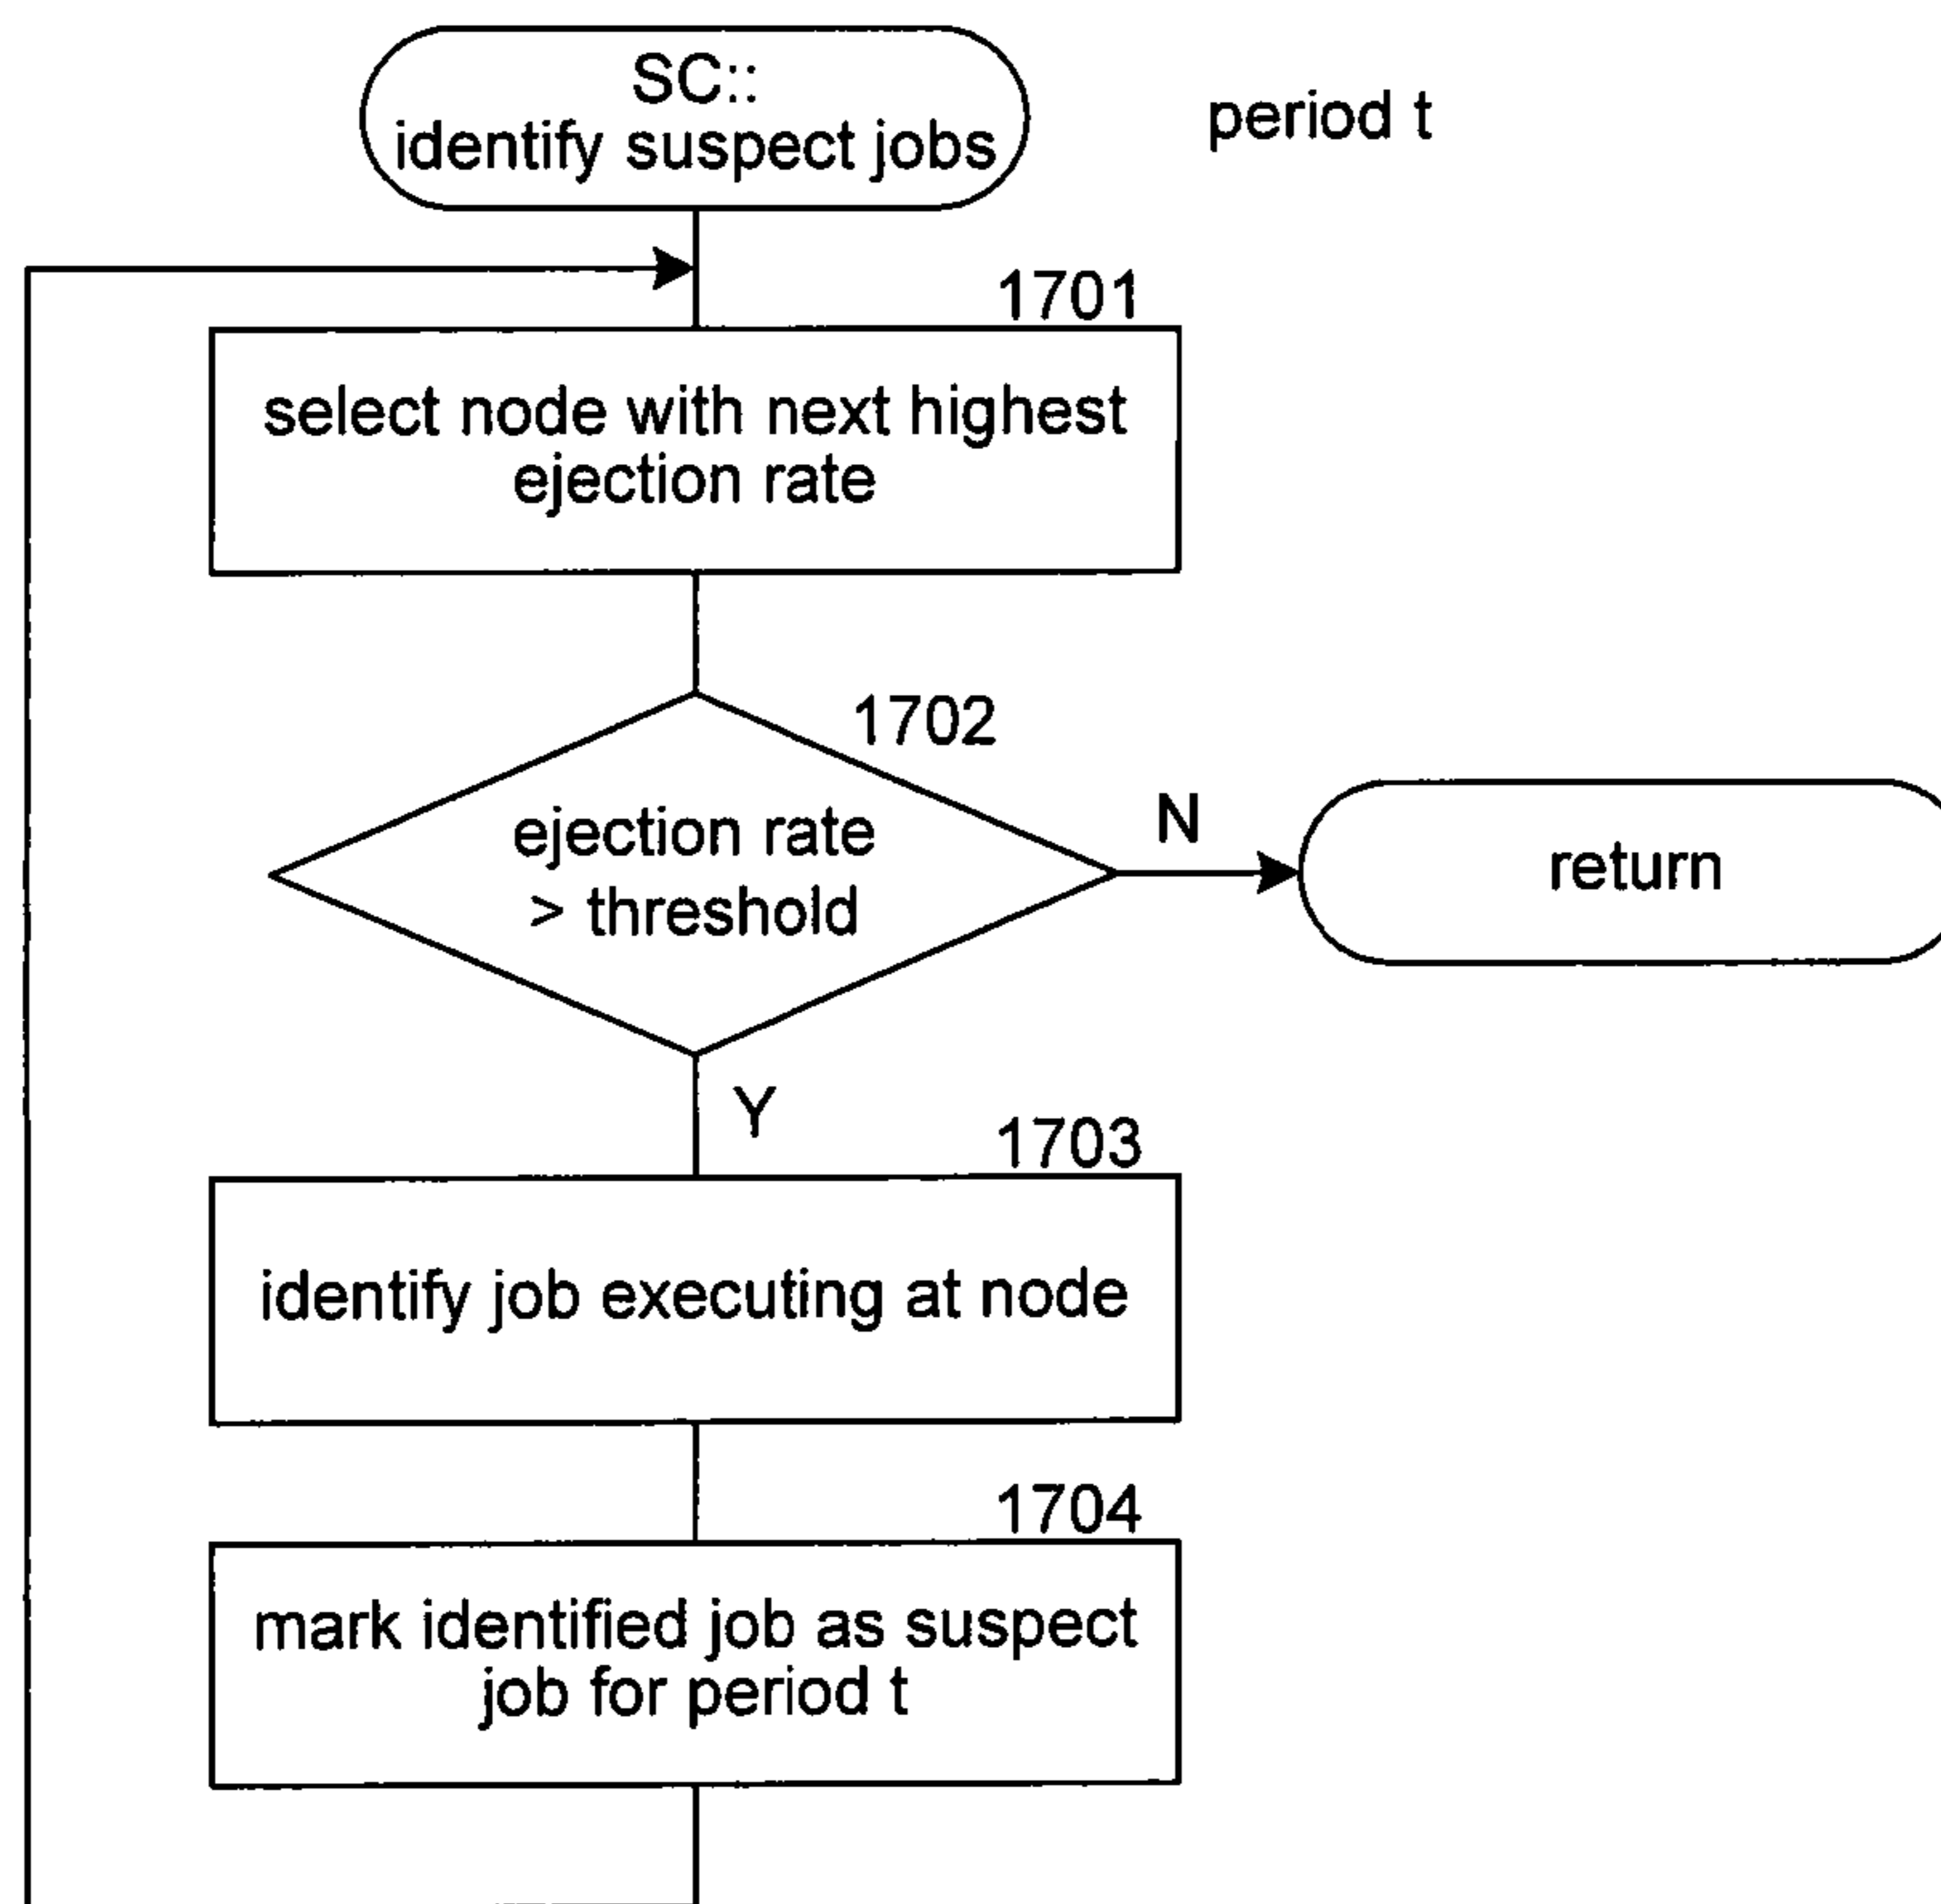 SC::
identify suspect jobs
period t
1701
select node with next highest
ejection rate
1702
ejection rate
> threshold
N
return
Y
1703
identify job executing at node
1704
mark identified job as suspect
job for period t